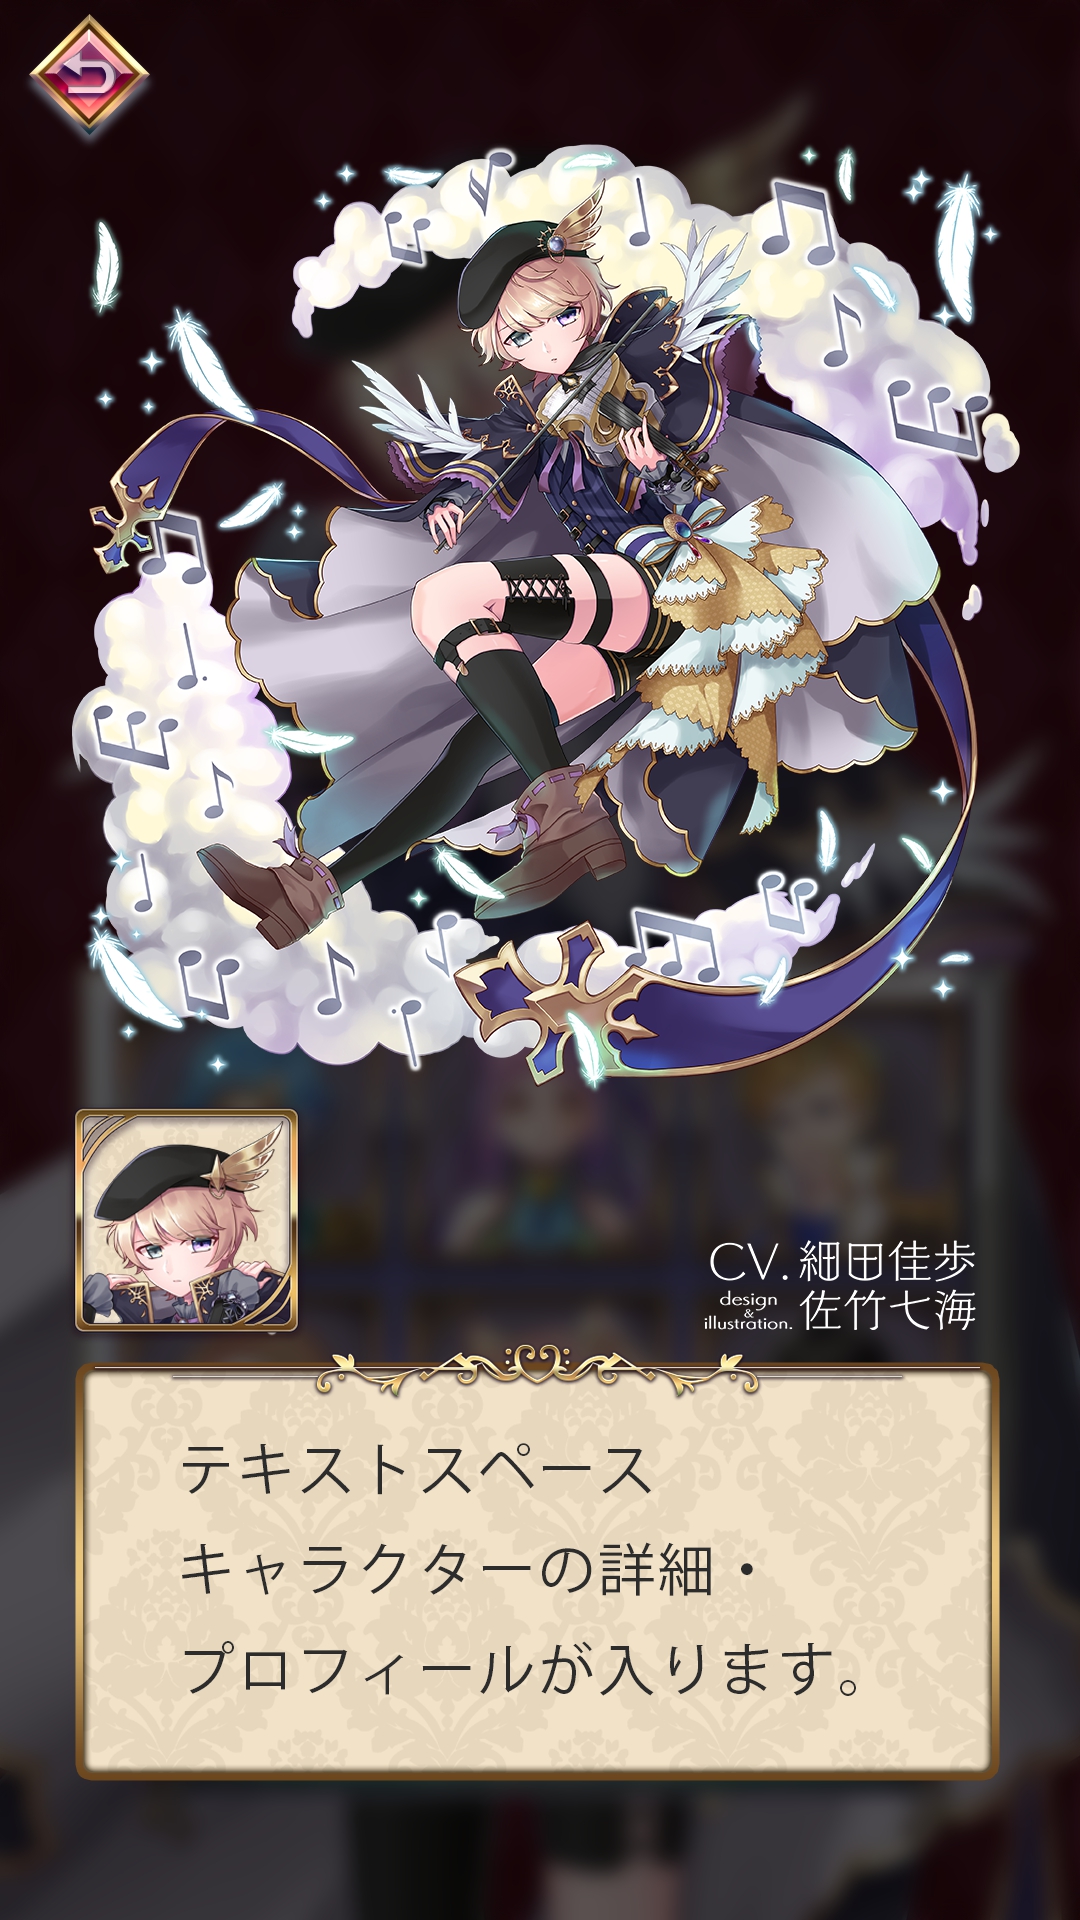 CV. 細田佳歩
design
&
illustration. 佐竹七海
テキストスペース
キャラクターの詳細・
プロフィールが入ります。